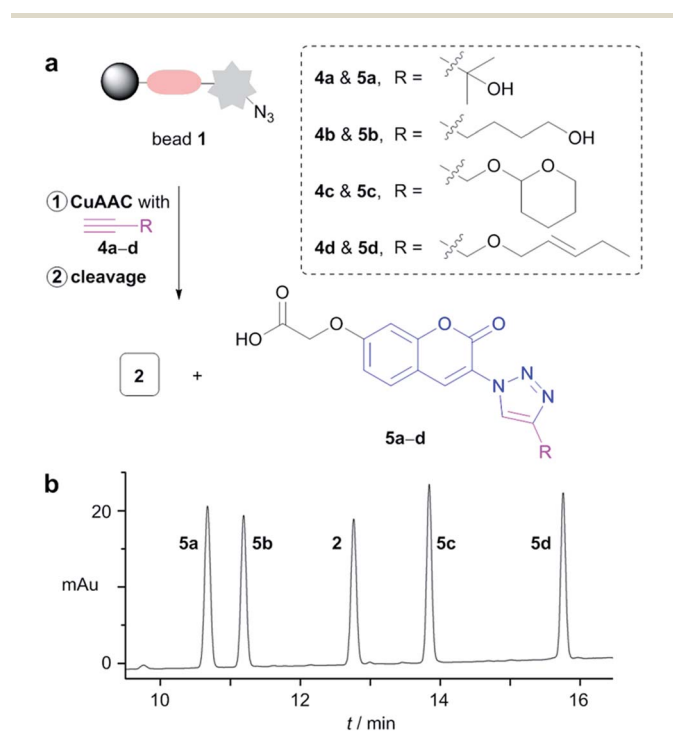 a
N3
bead 1
① CuAAC with
R
4a–d
② cleavage
4a & 5a, R =
OH
4b & 5b, R =
OH
4c & 5c, R =
O
O
4d & 5d, R =
O
2
+
O
HO
O
O
O
N
N
N
R
5a–d
b
20
0
mAu
5a
5b
2
5c
5d
10
12
14
16
t / min